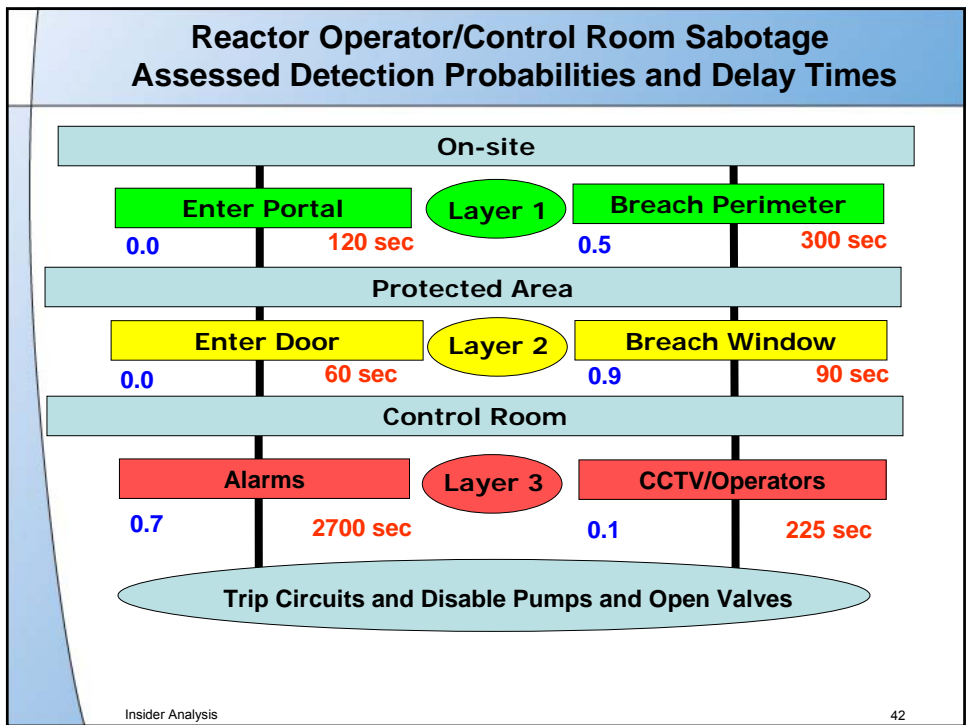 Reactor Operator/Control Room Sabotage
Assessed Detection Probabilities and Delay Times
On-site
Enter Portal
Layer 1
Breach Perimeter
0.0
120 sec
0.5
300 sec
Protected Area
Enter Door
Layer 2
Breach Window
0.0
60 sec
0.9
90 sec
Control Room
Alarms
Layer 3
CCTV/Operators
0.7
2700 sec
0.1
225 sec
Trip Circuits and Disable Pumps and Open Valves
Insider Analysis
42